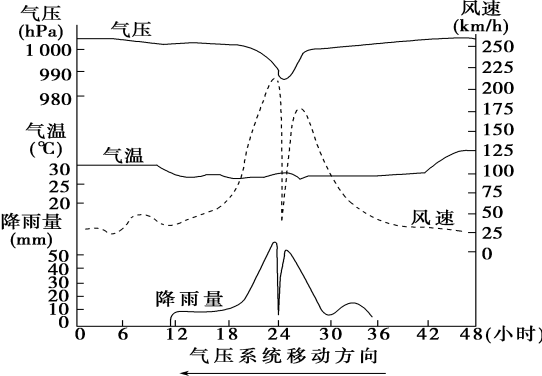 气压
(hPa)
1 000
990
980
气温
(℃)
30
25
20
降雨量
(mm)
50
40
30
20
10
0
气压
气温
风速
降雨量
风速
(km/h)
250
225
200
175
150
125
100
75
50
25
0
0 6 12 18 24 30 36 42 48 (小时)
气压系统移动方向